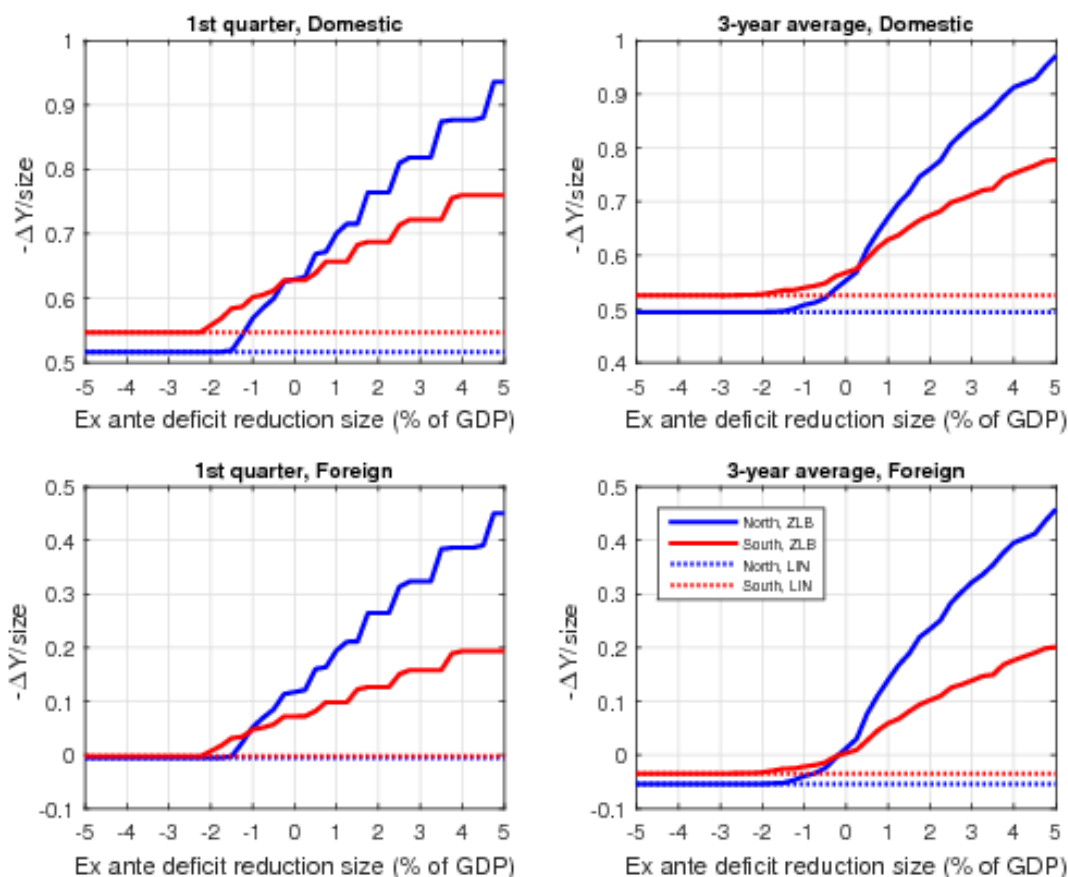 1st quarter, Domestic
-ΔY/size
1
0.9
0.8
0.7
0.6
0.5
-5 -4 -3 -2 -1 0 1 2 3 4 5
Ex ante deficit reduction size (% of GDP)
3-year average, Domestic
-ΔY/size
1
0.9
0.8
0.7
0.6
0.5
0.4
-5 -4 -3 -2 -1 0 1 2 3 4 5
Ex ante deficit reduction size (% of GDP)
1st quarter, Foreign
-ΔY/size
0.5
0.4
0.3
0.2
0.1
0
-0.1
-5 -4 -3 -2 -1 0 1 2 3 4 5
Ex ante deficit reduction size (% of GDP)
3-year average, Foreign
-ΔY/size
0.5
0.4
0.3
0.2
0.1
0
-0.1
North, ZLB
South, ZLB
North, LIN
South, LIN
-5 -4 -3 -2 -1 0 1 2 3 4 5
Ex ante deficit reduction size (% of GDP)